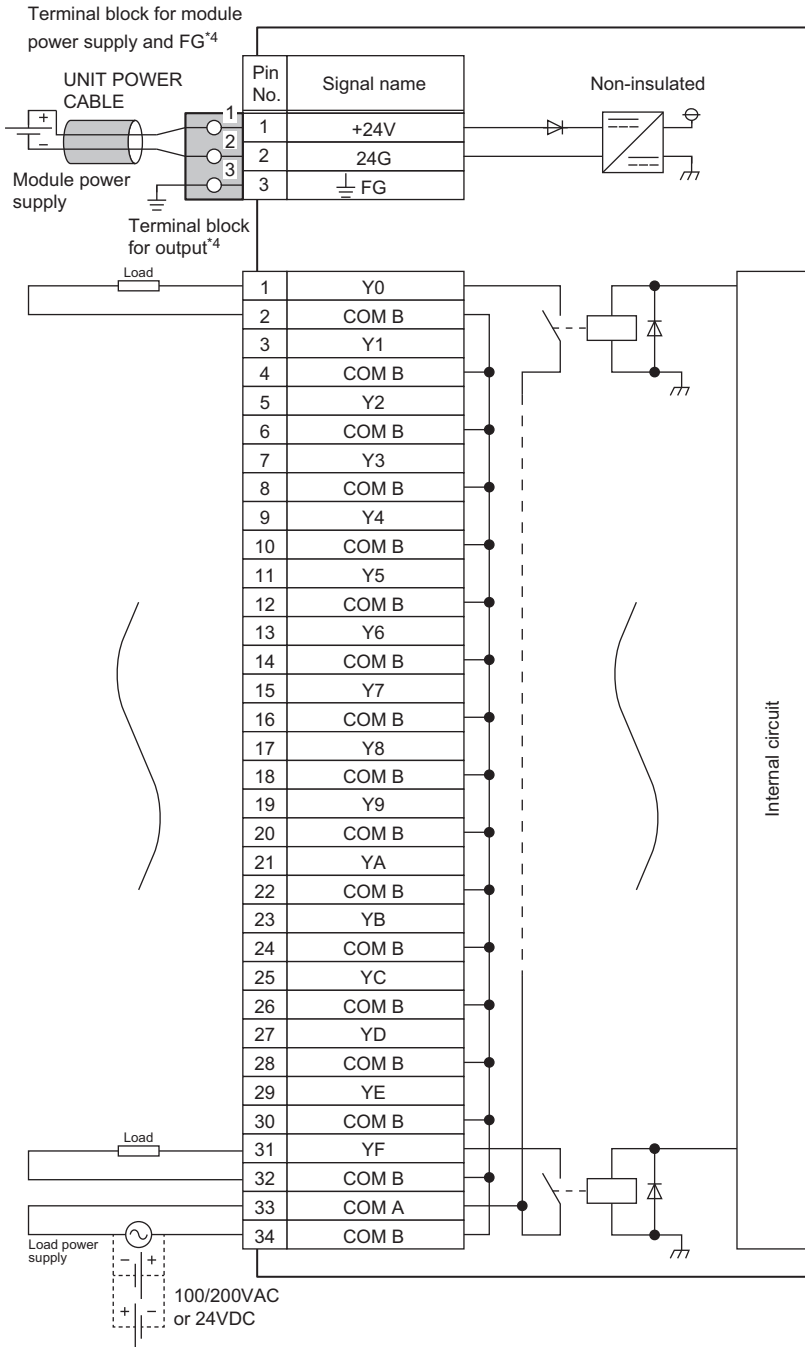 Terminal block for module
power supply and FG*4
UNIT POWER
CABLE
+
−
Module power
supply
1
2
3
Pin
No.
Signal name
1 +24V
2 24G
3 FG
Non-insulated
Terminal block
for output*4
Load
1 Y0
2 COM B
3 Y1
4 COM B
5 Y2
6 COM B
7 Y3
8 COM B
9 Y4
10 COM B
11 Y5
12 COM B
13 Y6
14 COM B
15 Y7
16 COM B
17 Y8
18 COM B
19 Y9
20 COM B
21 YA
22 COM B
23 YB
24 COM B
25 YC
26 COM B
27 YD
28 COM B
29 YE
30 COM B
Load
31 YF
32 COM B
33 COM A
34 COM B
Internal circuit
Load power
supply
− +
+ −
100/200VAC
or 24VDC